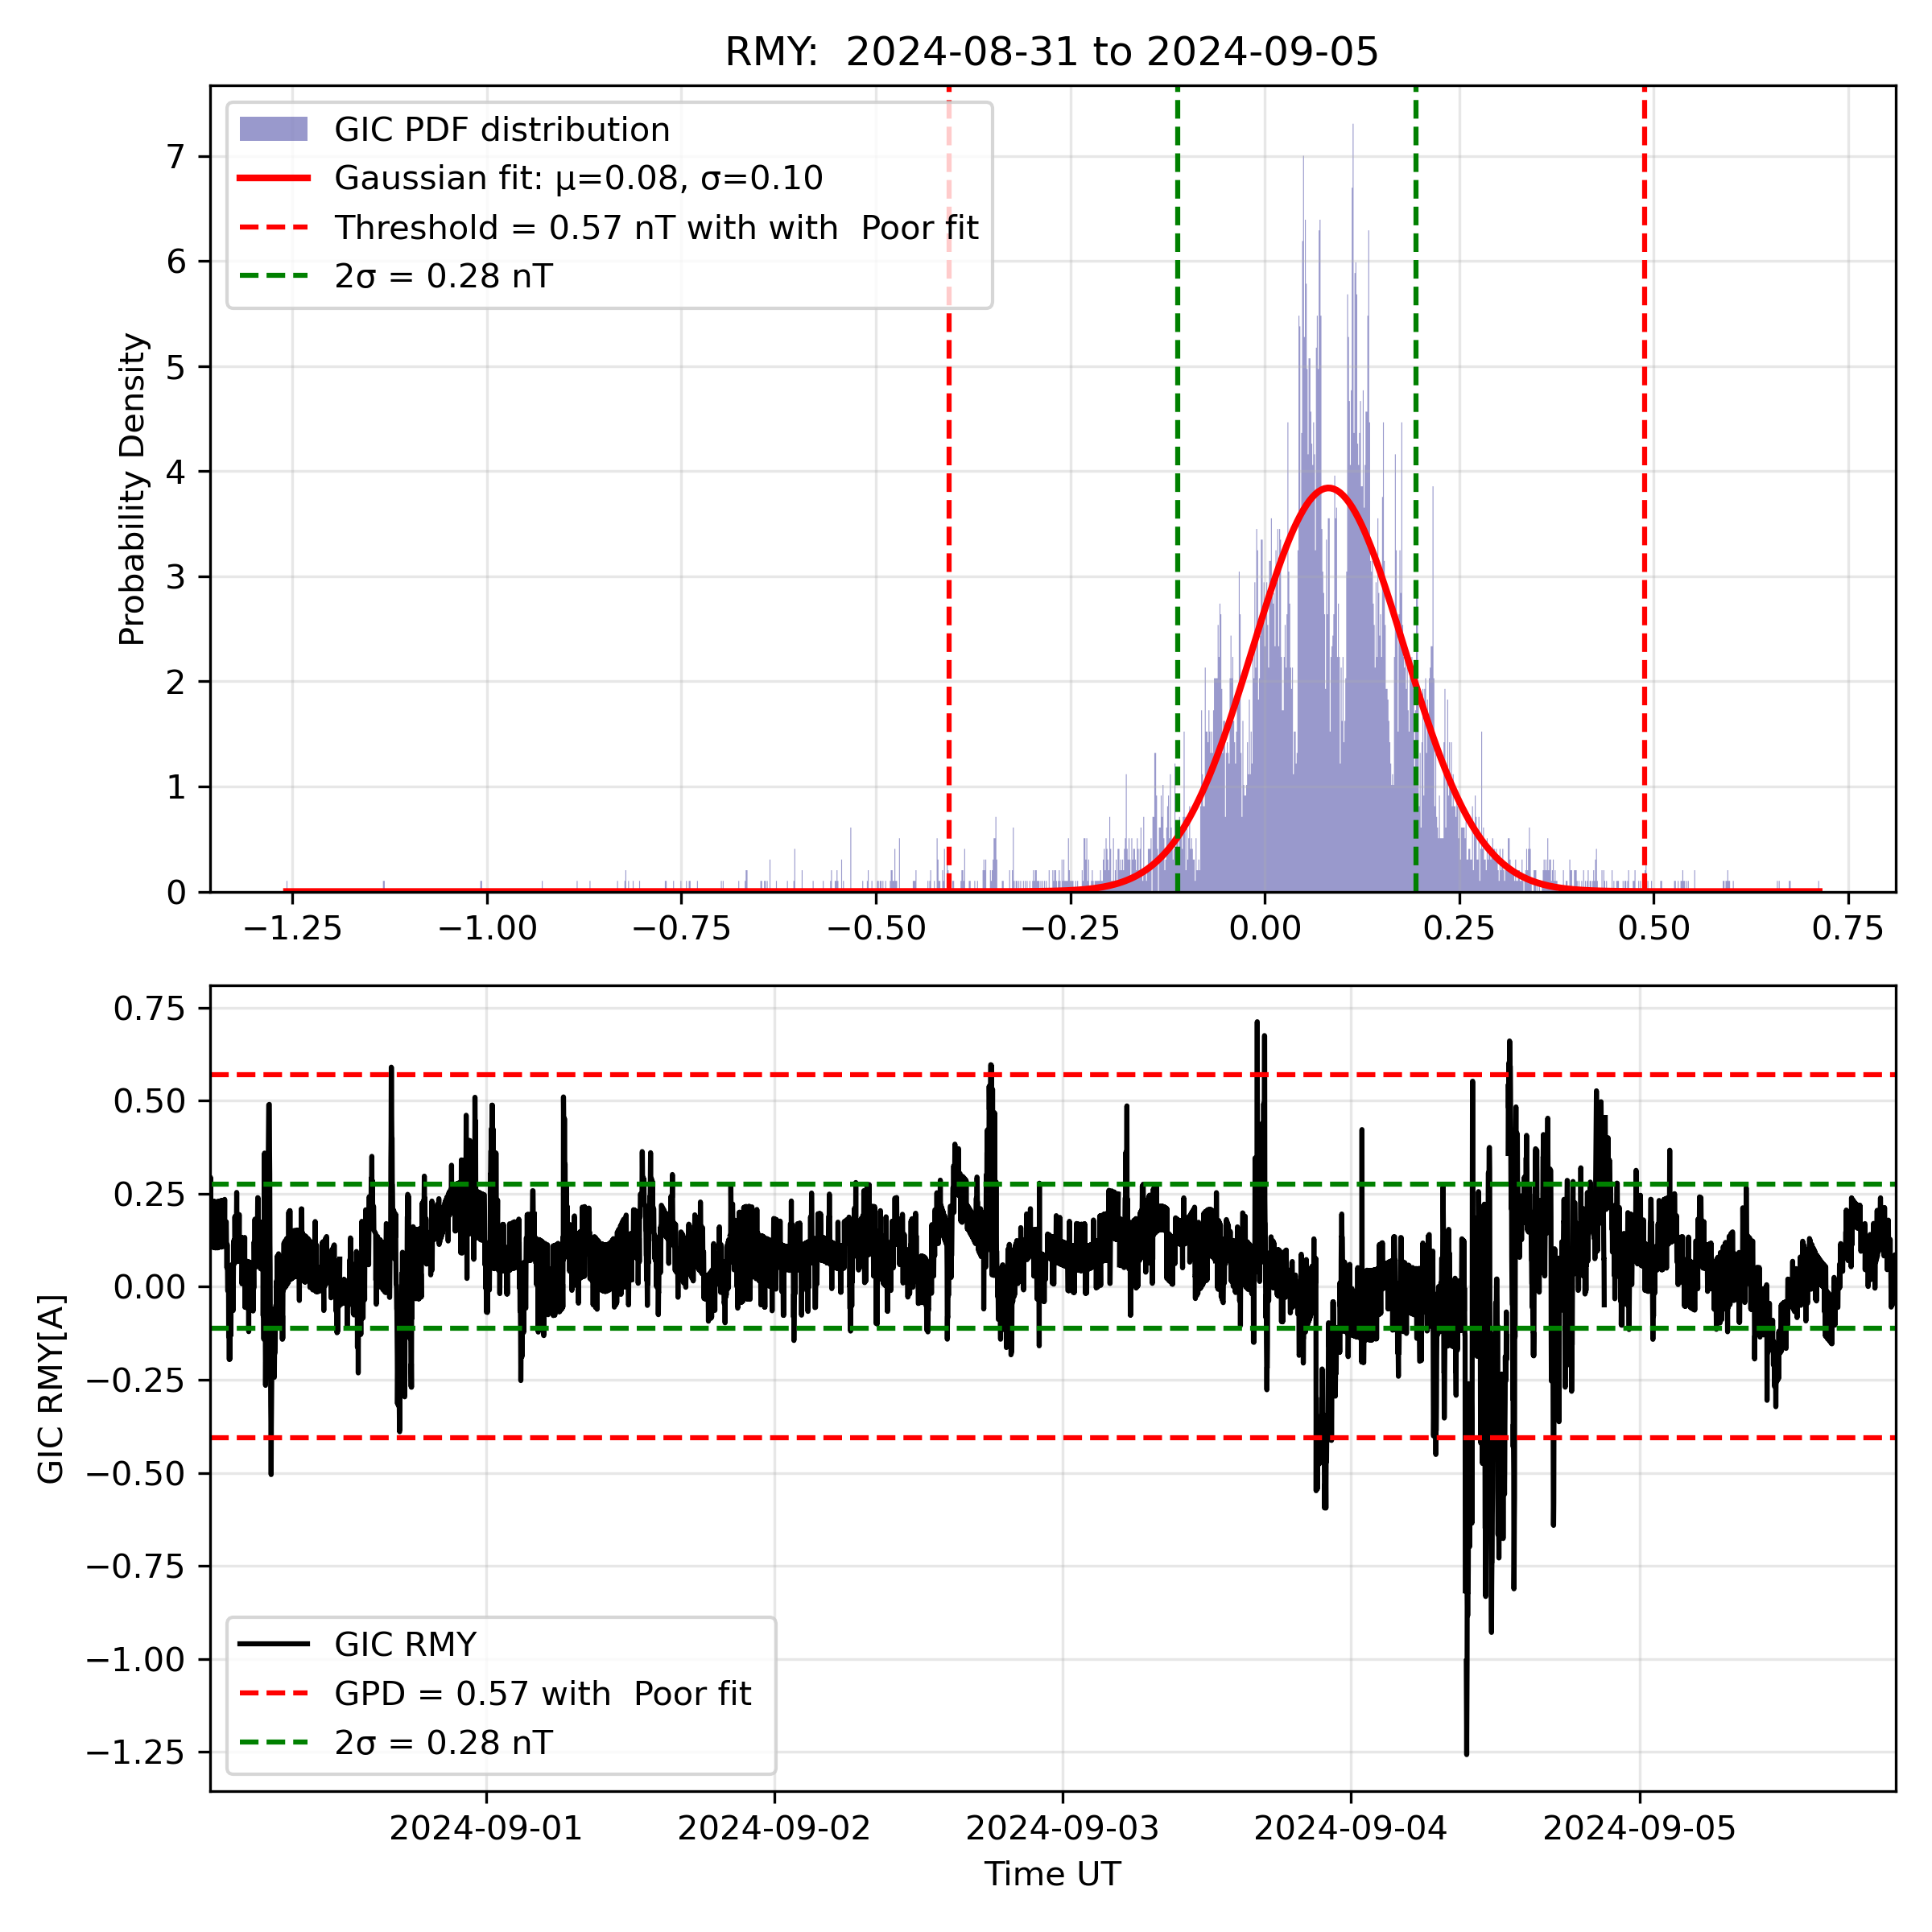 RMY:  2024-08-31 to 2024-09-05
GIC PDF distribution
Gaussian fit: μ=0.08, σ=0.10
Threshold = 0.57 nT with with  Poor fit
2σ = 0.28 nT
Probability Density
7
6
5
4
3
2
1
0
−1.25
−1.00
−0.75
−0.50
−0.25
0.00
0.25
0.50
0.75
GIC RMY[A]
0.75
0.50
0.25
0.00
−0.25
−0.50
−0.75
−1.00
−1.25
GIC RMY
GPD = 0.57 with  Poor fit
2σ = 0.28 nT
2024-09-01
2024-09-02
2024-09-03
2024-09-04
2024-09-05
Time UT